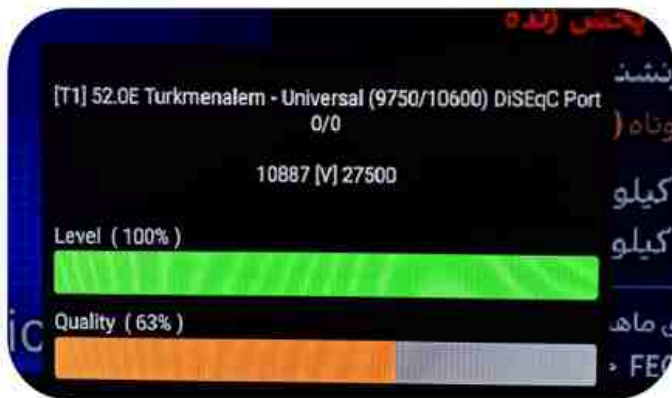 پخش زنده
[T1] 52.0E Turkmenalem - Universal (9750/10600) DiSEqC Port
0/0
10887 [V] 27500
Level ( 100% )
Quality ( 63% )
کیلو
کیلو
FEC